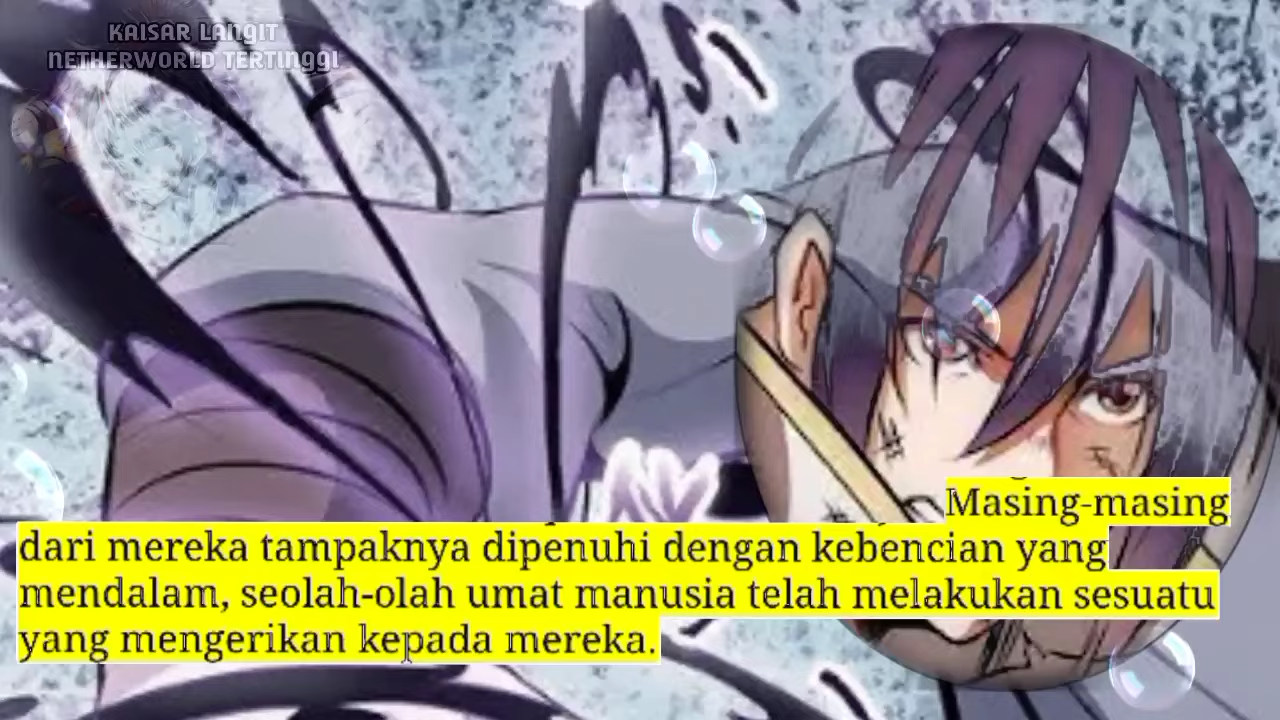 KAISAR LANGIT
NETHERWORLD TERTINGGI
Masing-masing
dari mereka tampaknya dipenuhi dengan kebencian yang
mendalam, seolah-olah umat manusia telah melakukan sesuatu
yang mengerikan kepada mereka.